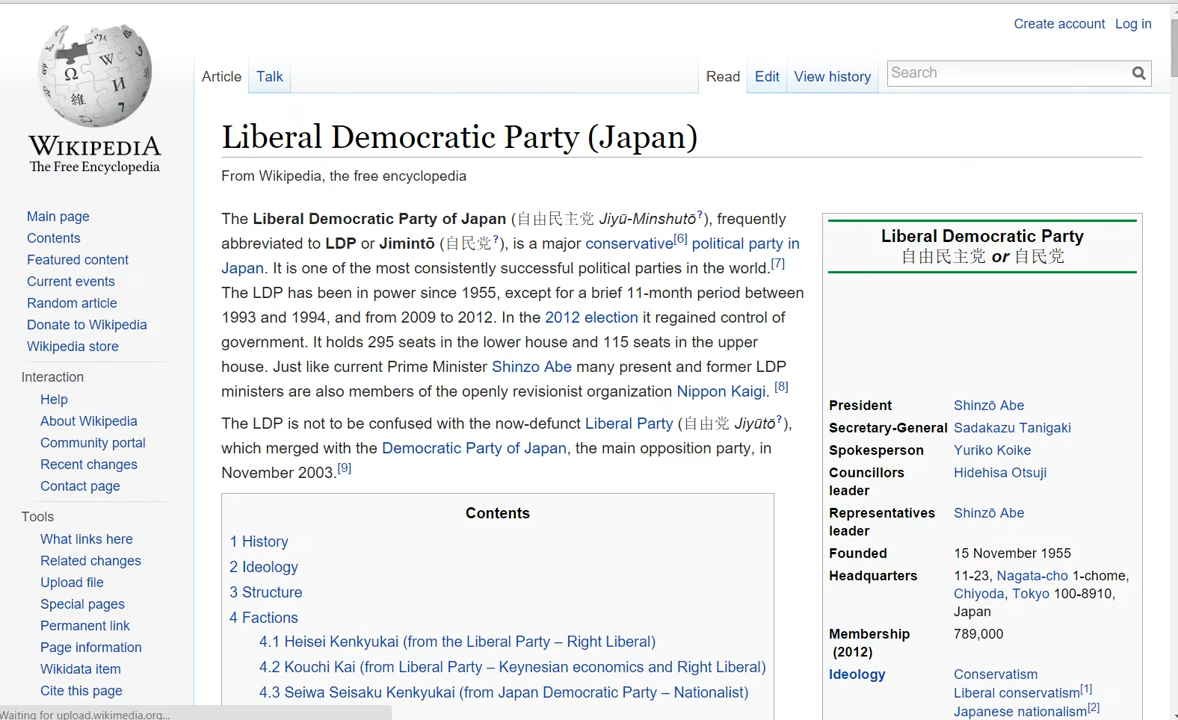 Create account Log in
Article Talk Read Edit View history Search
WIKIPEDIA
The Free Encyclopedia
Main page
Contents
Featured content
Current events
Random article
Donate to Wikipedia
Wikipedia store
Interaction
Help
About Wikipedia
Community portal
Recent changes
Contact page
Tools
What links here
Related changes
Upload file
Special pages
Permanent link
Page information
Wikidata item
Cite this page
Waiting for upload.wikimedia.org...
Liberal Democratic Party (Japan)
From Wikipedia, the free encyclopedia
The Liberal Democratic Party of Japan (自由民主党 Jiyū-Minshutō?), frequently
abbreviated to LDP or Jimintō (自民党?), is a major conservative[6] political party in
Japan. It is one of the most consistently successful political parties in the world.[7]
The LDP has been in power since 1955, except for a brief 11-month period between
1993 and 1994, and from 2009 to 2012. In the 2012 election it regained control of
government. It holds 295 seats in the lower house and 115 seats in the upper
house. Just like current Prime Minister Shinzo Abe many present and former LDP
ministers are also members of the openly revisionist organization Nippon Kaigi. [8]
The LDP is not to be confused with the now-defunct Liberal Party (自由党 Jiyūtō?),
which merged with the Democratic Party of Japan, the main opposition party, in
November 2003.[9]
Contents
1 History
2 Ideology
3 Structure
4 Factions
4.1 Heisei Kenkyukai (from the Liberal Party – Right Liberal)
4.2 Kouchi Kai (from Liberal Party – Keynesian economics and Right Liberal)
4.3 Seiwa Seisaku Kenkyukai (from Japan Democratic Party – Nationalist)
Liberal Democratic Party
自由民主党 or 自民党
President Shinzō Abe
Secretary-General Sadakazu Tanigaki
Spokesperson Yuriko Koike
Councillors Hidehisa Otsuji
leader
Representatives Shinzō Abe
leader
Founded 15 November 1955
Headquarters 11-23, Nagata-cho 1-chome,
Chiyoda, Tokyo 100-8910,
Japan
Membership 789,000
(2012)
Ideology Conservatism
Liberal conservatism[1]
Japanese nationalism[2]